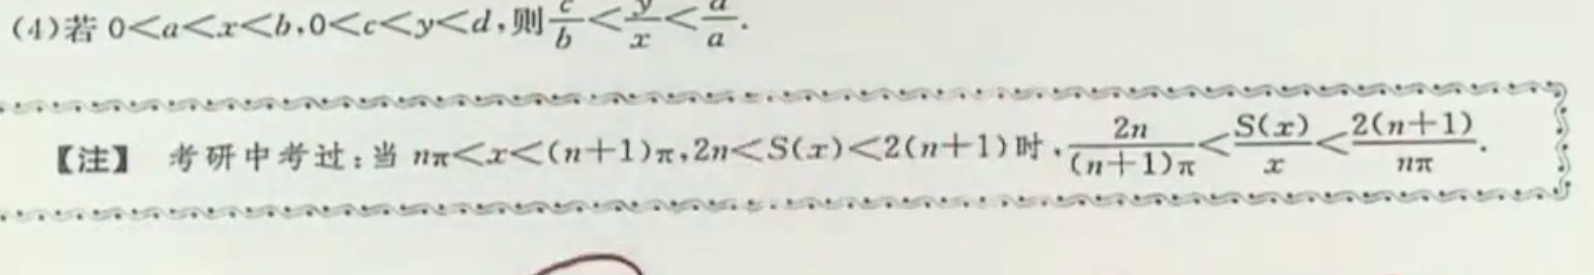 (4)若 0<a<x<b,0<c<y<d,则 c/b < y/x < d/a.
【注】 考研中考过:当 nπ<x<(n+1)π,2n<S(x)<2(n+1)时, 2n/((n+1)π) < S(x)/x < 2(n+1)/(nπ).